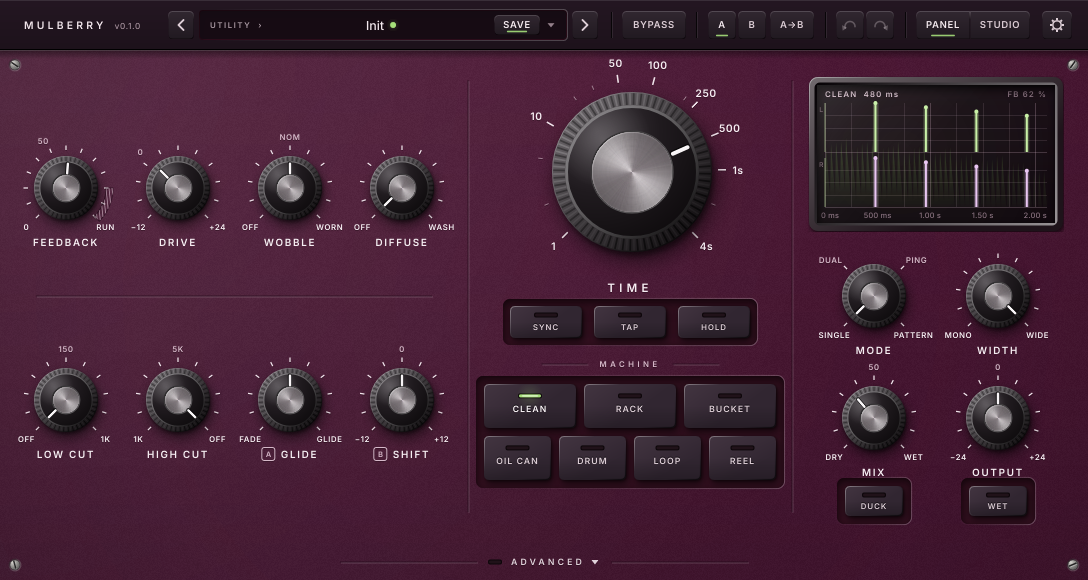 MULBERRY v0.1.0
UTILITY ›
Init
SAVE
BYPASS
A
B
A→B
PANEL
STUDIO
50
0
RUN
FEEDBACK
0
−12
+24
DRIVE
NOM
OFF
WORN
WOBBLE
OFF
WASH
DIFFUSE
150
OFF
1K
LOW CUT
5K
1K
OFF
HIGH CUT
FADE
GLIDE
A GLIDE
0
−12
+12
B SHIFT
50
100
250
500
1s
4s
10
1
TIME
SYNC
TAP
HOLD
MACHINE
CLEAN
RACK
BUCKET
OIL CAN
DRUM
LOOP
REEL
CLEAN 480 ms
FB 62 %
L
R
0 ms
500 ms
1.00 s
1.50 s
2.00 s
DUAL
PING
SINGLE
PATTERN
MODE
MONO
WIDE
WIDTH
50
DRY
WET
MIX
DUCK
0
−24
+24
OUTPUT
WET
ADVANCED